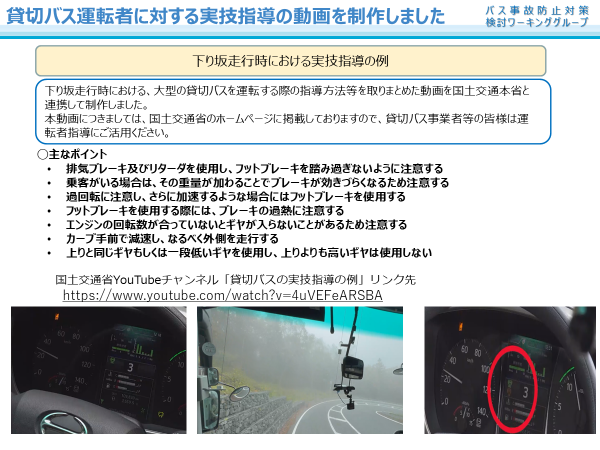 貸切バス運転者に対する実技指導の動画を制作しました
バス事故防止対策
検討ワーキンググループ
下り坂走行時における実技指導の例
下り坂走行時における、大型の貸切バスを運転する際の指導方法等を取りまとめた動画を国土交通本省と
連携して制作しました。
本動画につきましては、国土交通省のホームページに掲載しておりますので、貸切バス事業者等の皆様は運
転者指導にご活用ください。
○主なポイント
• 排気ブレーキ及びリターダを使用し、フットブレーキを踏み過ぎないように注意する
• 乗客がいる場合は、その重量が加わることでブレーキが効きづらくなるため注意する
• 過回転に注意し、さらに加速するような場合にはフットブレーキを使用する
• フットブレーキを使用する際には、ブレーキの過熱に注意する
• エンジンの回転数が合っていないとギヤが入らないことがあるため注意する
• カーブ手前で減速し、なるべく外側を走行する
• 上りと同じギヤもしくは一段低いギヤを使用し、上りよりも高いギヤは使用しない
国土交通省YouTubeチャンネル「貸切バスの実技指導の例」リンク先
https://www.youtube.com/watch?v=4uVEFeARSBA
80
100
120
140
3
10
60
80
40
100
20
120
140
3
5
10